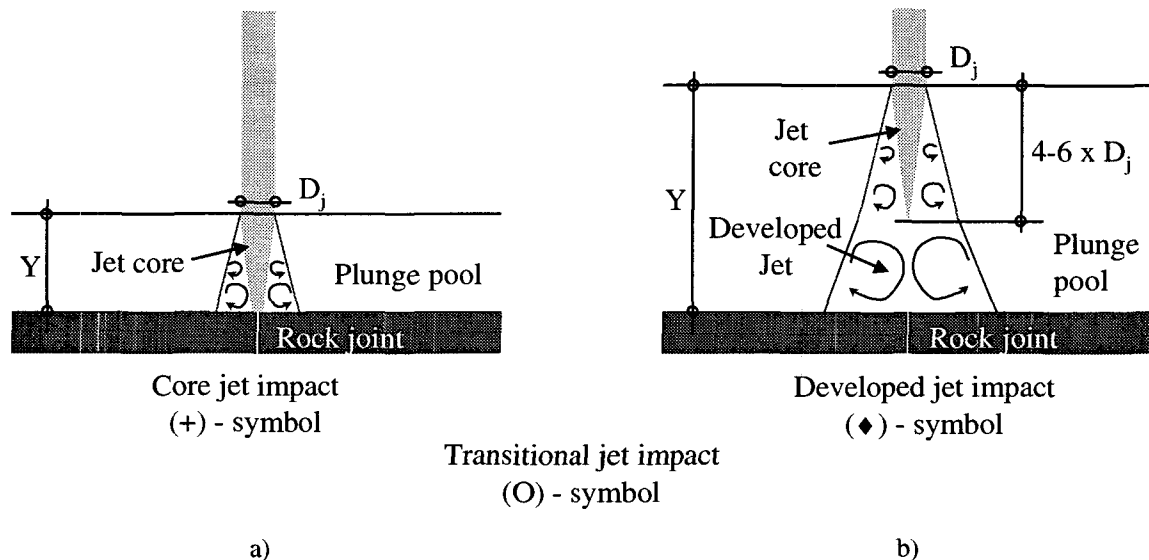 D_j
Y
Jet core
Plunge pool
Rock joint
Core jet impact
(+) - symbol
D_j
Jet
core
4-6 x D_j
Y
Developed
Jet
Plunge
pool
Rock joint
Developed jet impact
(♦) - symbol
Transitional jet impact
(O) - symbol
a)
b)